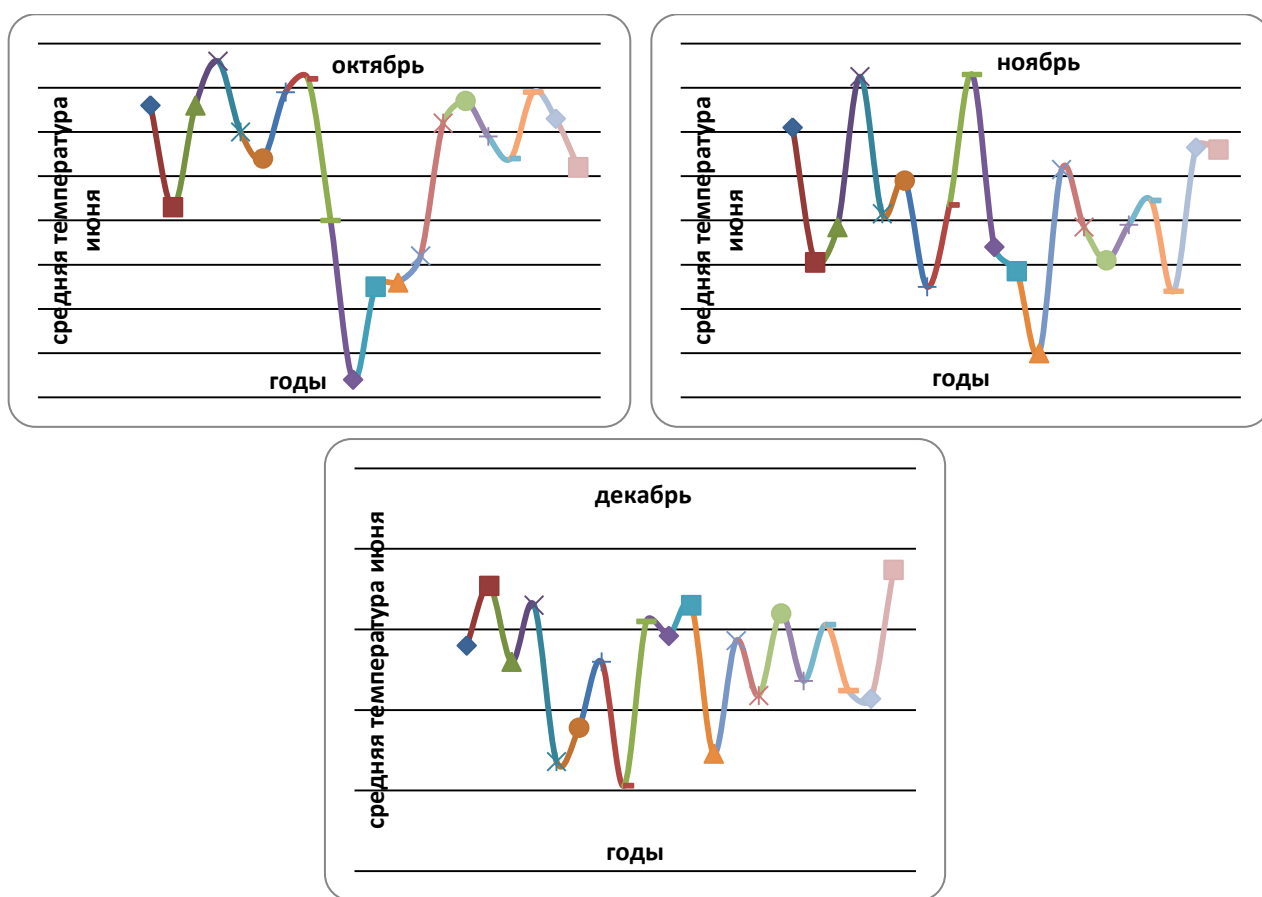 октябрь
средняя температура
июня
годы
ноябрь
средняя температура
июня
годы
декабрь
средняя температура июня
годы